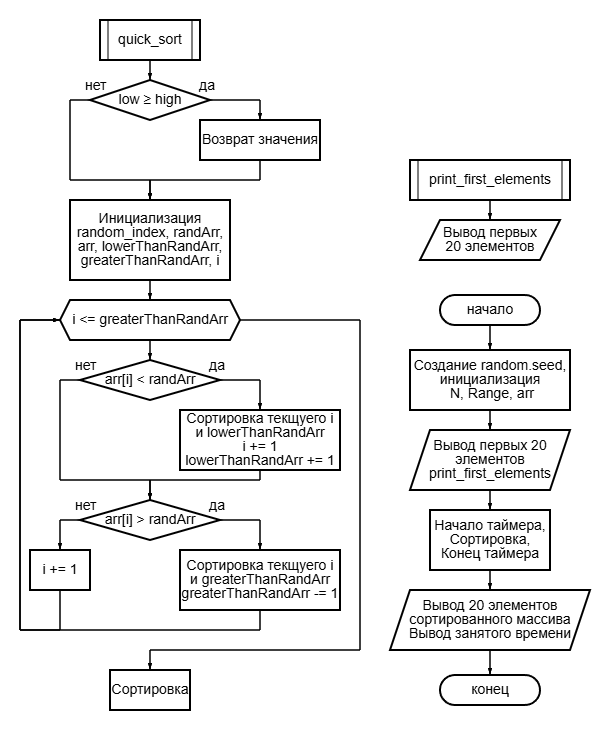 quick_sort
нет
да
low ≥ high
Возврат значения
Инициализация
random_index, randArr,
arr, lowerThanRandArr,
greaterThanRandArr, i
i <= greaterThanRandArr
нет
да
arr[i] < randArr
Сортировка текщуего i
и lowerThanRandArr
i += 1
lowerThanRandArr += 1
нет
да
arr[i] > randArr
i += 1
Сортировка текщуего i
и greaterThanRandArr
greaterThanRandArr -= 1
Сортировка
print_first_elements
Вывод первых
20 элементов
начало
Создание random.seed,
инициализация
N, Range, arr
Вывод первых 20
элементов
print_first_elements
Начало таймера,
Сортировка,
Конец таймера
Вывод 20 элементов
сортированного массива
Вывод занятого времени
конец